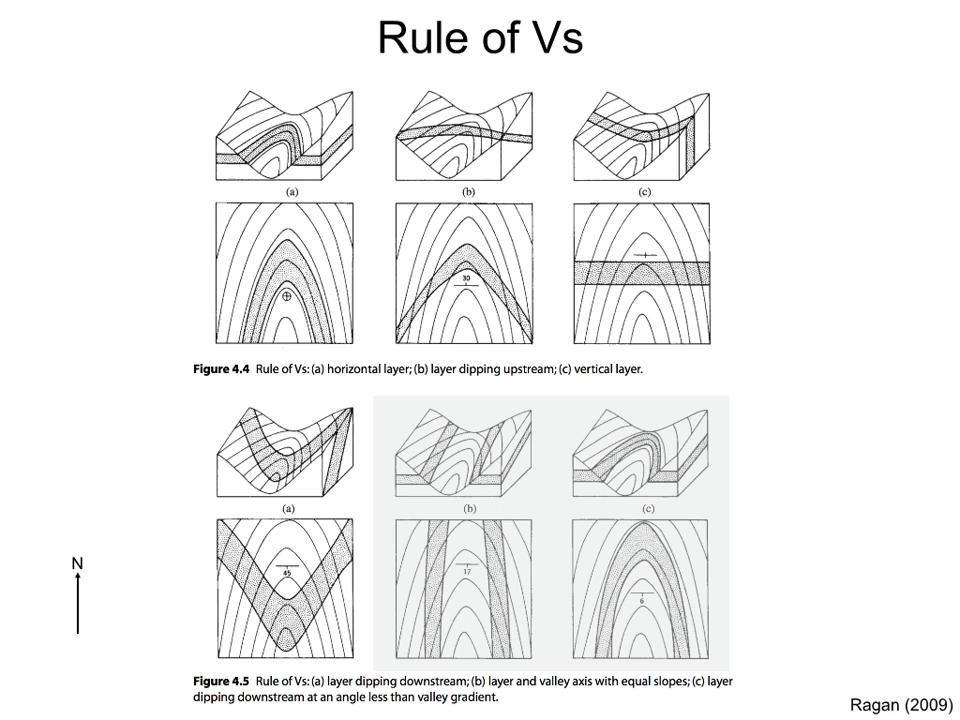 Rule of Vs
(a)
(b)
(c)
30
Figure 4.4 Rule of Vs: (a) horizontal layer; (b) layer dipping upstream; (c) vertical layer.
(a)
(b)
(c)
N
45
17
6
Figure 4.5 Rule of Vs: (a) layer dipping downstream; (b) layer and valley axis with equal slopes; (c) layer
dipping downstream at an angle less than valley gradient.
Ragan (2009)